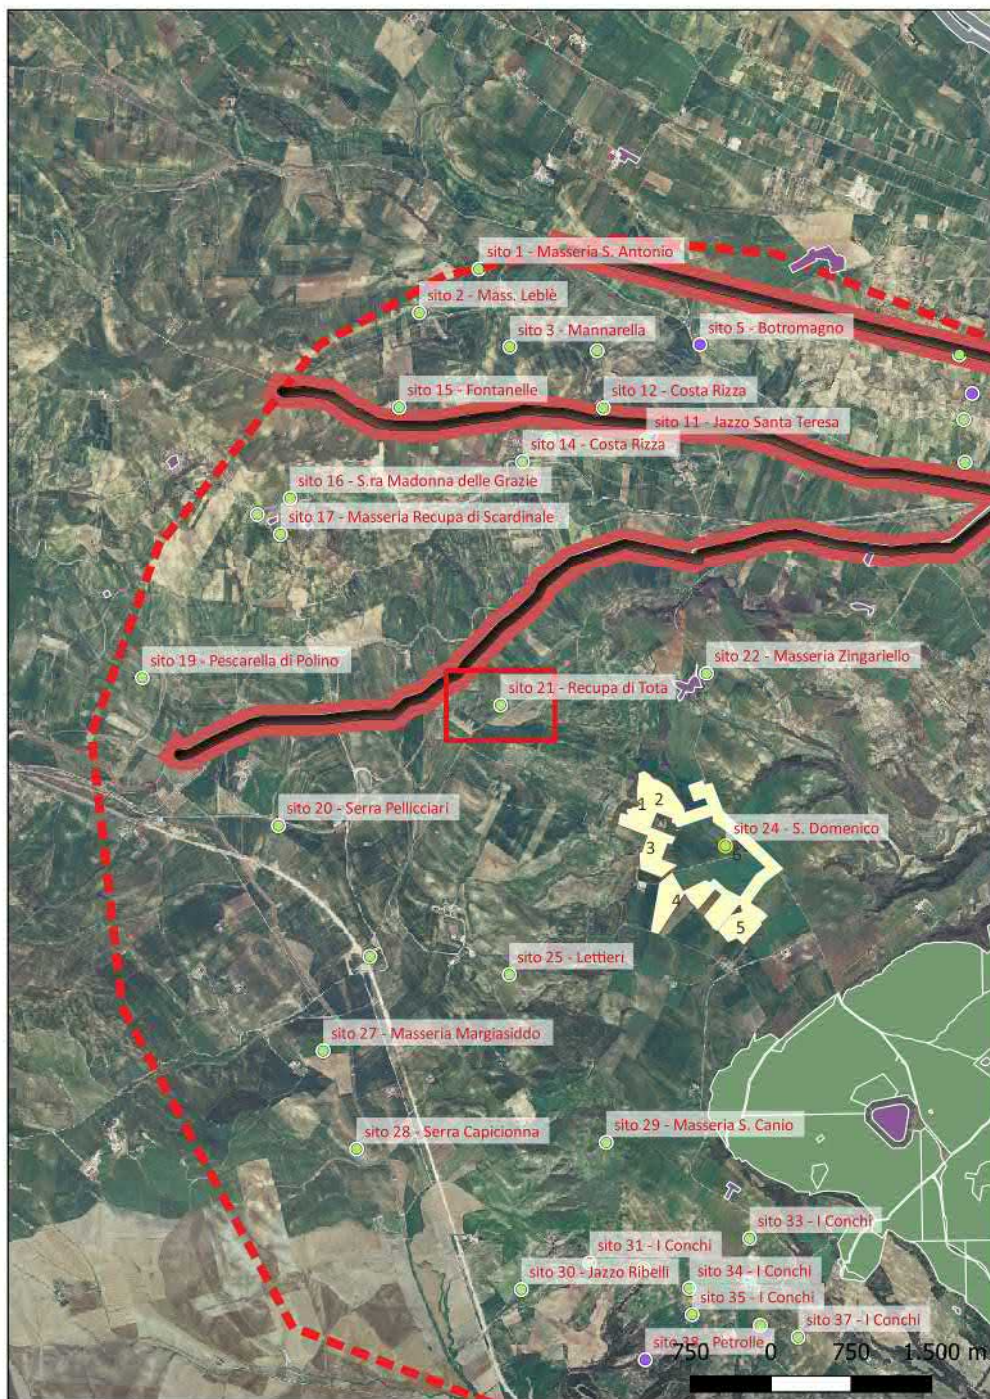 sito 1 - Masseria S. Antonio
sito 2 - Mass. Leblè
sito 3 - Mannarella
sito 5 - Botromagno
sito 15 - Fontanelle
sito 12 - Costa Rizza
sito 11 - Jazzo Santa Teresa
sito 14 - Costa Rizza
sito 16 - S.ra Madonna delle Grazie
sito 17 - Masseria Recupa di Scardinale
sito 19 - Pescarella di Polino
sito 22 - Masseria Zingariello
sito 21 - Recupa di Tota
1
2
sito 20 - Serra Pellicciari
sito 24 - S. Domenico
3
6
4
5
sito 25 - Lettieri
sito 27 - Masseria Margiasiddo
sito 28 - Serra Capicionna
sito 29 - Masseria S. Canio
sito 33 - I Conchi
sito 31 - I Conchi
sito 30 - Jazzo Ribelli
sito 34 - I Conchi
sito 35 - I Conchi
sito 37 - I Conchi
sito 38 - Petrolle
750 0 750 1.500 m